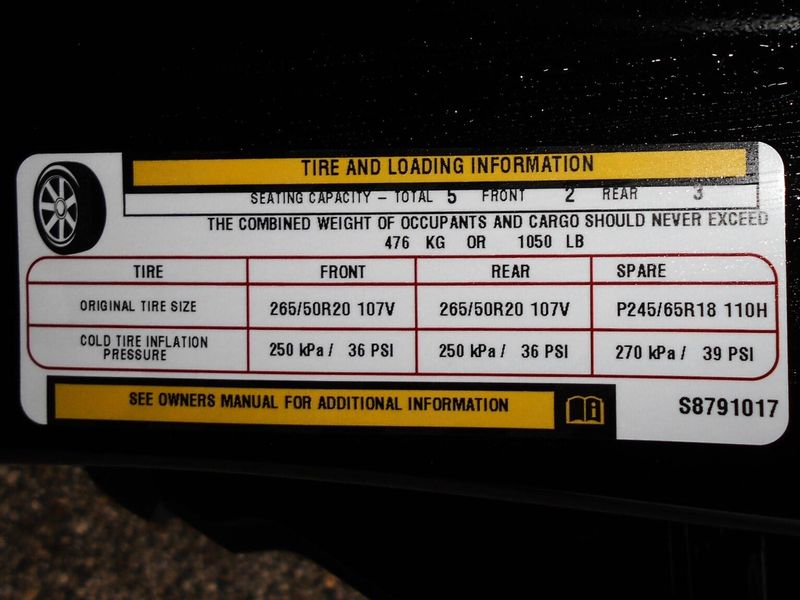 TIRE AND LOADING INFORMATION
SEATING CAPACITY – TOTAL 5 FRONT 2 REAR 3
THE COMBINED WEIGHT OF OCCUPANTS AND CARGO SHOULD NEVER EXCEED
476 KG OR 1050 LB
TIRE FRONT REAR SPARE
ORIGINAL TIRE SIZE 265/50R20 107V 265/50R20 107V P245/65R18 110H
COLD TIRE INFLATION
PRESSURE 250 kPa / 36 PSI 250 kPa / 36 PSI 270 kPa / 39 PSI
SEE OWNERS MANUAL FOR ADDITIONAL INFORMATION
S8791017